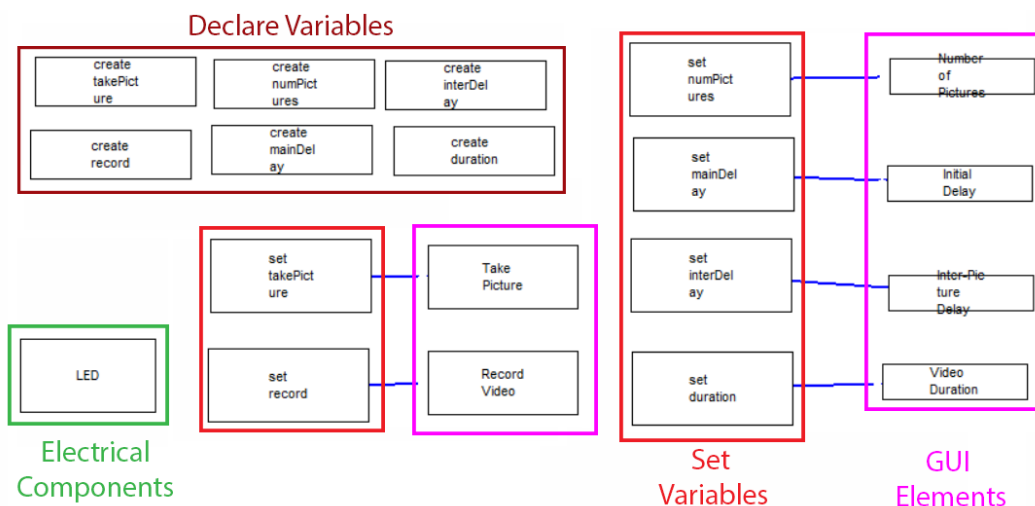 Declare Variables
create
takePict
ure
create
numPict
ures
create
interDel
ay
create
record
create
mainDel
ay
create
duration
set
takePict
ure
Take
Picture
set
record
Record
Video
LED
Electrical
Components
set
numPict
ures
Number
of
Pictures
set
mainDel
ay
Initial
Delay
set
interDel
ay
Inter-Pic
ture
Delay
set
duration
Video
Duration
Set
Variables
GUI
Elements